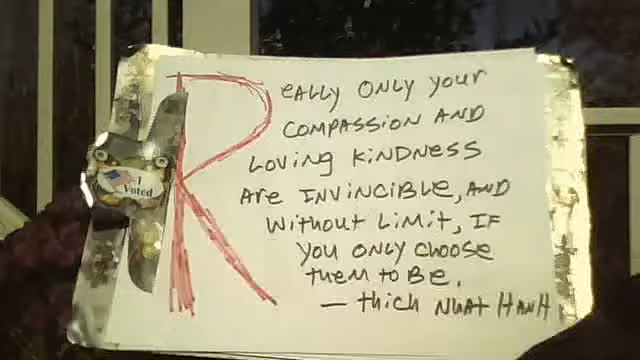 REALLY ONLY YOUR
COMPASSION AND
LOVING KINDNESS
ARE INVINCIBLE, AND
WITHOUT LIMIT, IF
YOU ONLY CHOOSE
THEM TO BE.
— THICH NHAT HANH
I Voted